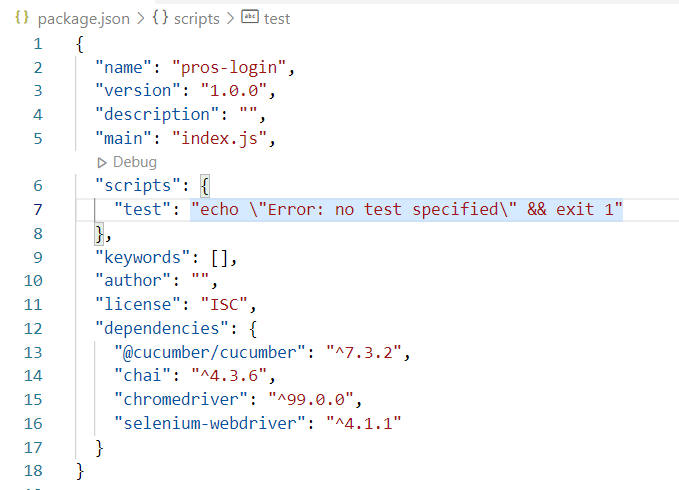 {} package.json > {} scripts > abc test
1 {
2 "name": "pros-login",
3 "version": "1.0.0",
4 "description": "",
5 "main": "index.js",
Debug
6 "scripts": {
7 "test": "echo \"Error: no test specified\" && exit 1"
8 },
9 "keywords": [],
10 "author": "",
11 "license": "ISC",
12 "dependencies": {
13 "@cucumber/cucumber": "^7.3.2",
14 "chai": "^4.3.6",
15 "chromedriver": "^99.0.0",
16 "selenium-webdriver": "^4.1.1"
17 }
18 }